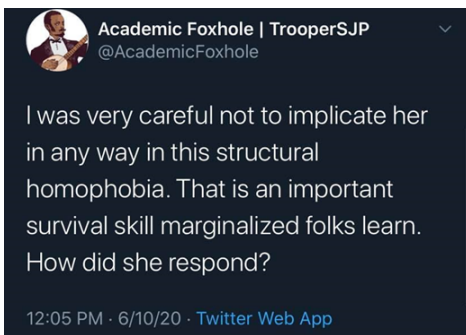 Academic Foxhole | TrooperSJP
@AcademicFoxhole
I was very careful not to implicate her
in any way in this structural
homophobia. That is an important
survival skill marginalized folks learn.
How did she respond?
12:05 PM · 6/10/20 · Twitter Web App